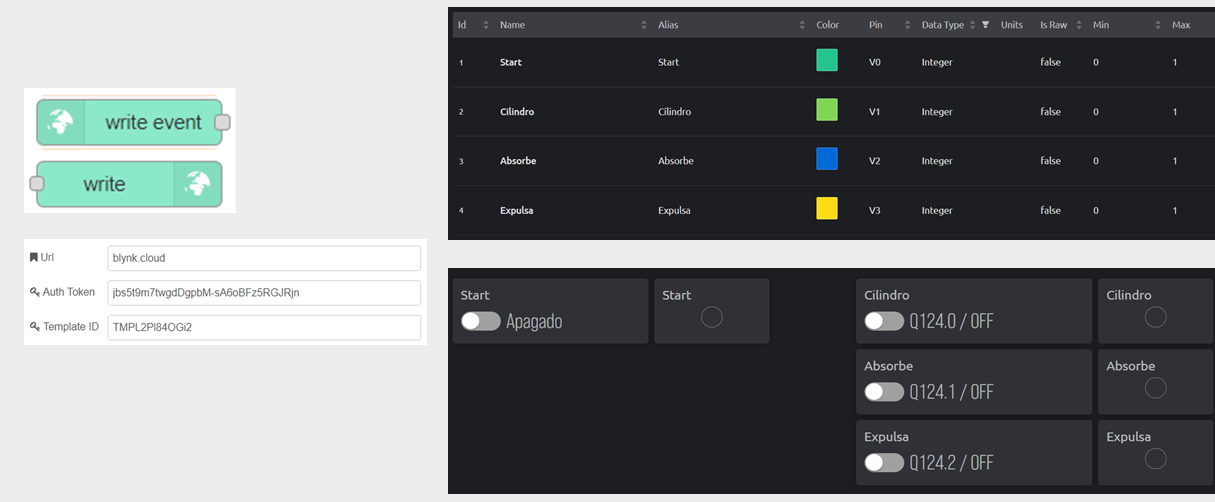 write event
write
Url blynk.cloud
Auth Token jbs5t9m7twgdDgpbM-sA6oBFz5RGJRjn
Template ID TMPL2Pl84OGi2
Id Name Alias Color Pin Data Type Units Is Raw Min Max
1 Start Start V0 Integer false 0 1
2 Cilindro Cilindro V1 Integer false 0 1
3 Absorbe Absorbe V2 Integer false 0 1
4 Expulsa Expulsa V3 Integer false 0 1
Start Start Cilindro Cilindro
Apagado Q124.0 / OFF
Absorbe Absorbe
Q124.1 / OFF
Expulsa Expulsa
Q124.2 / OFF